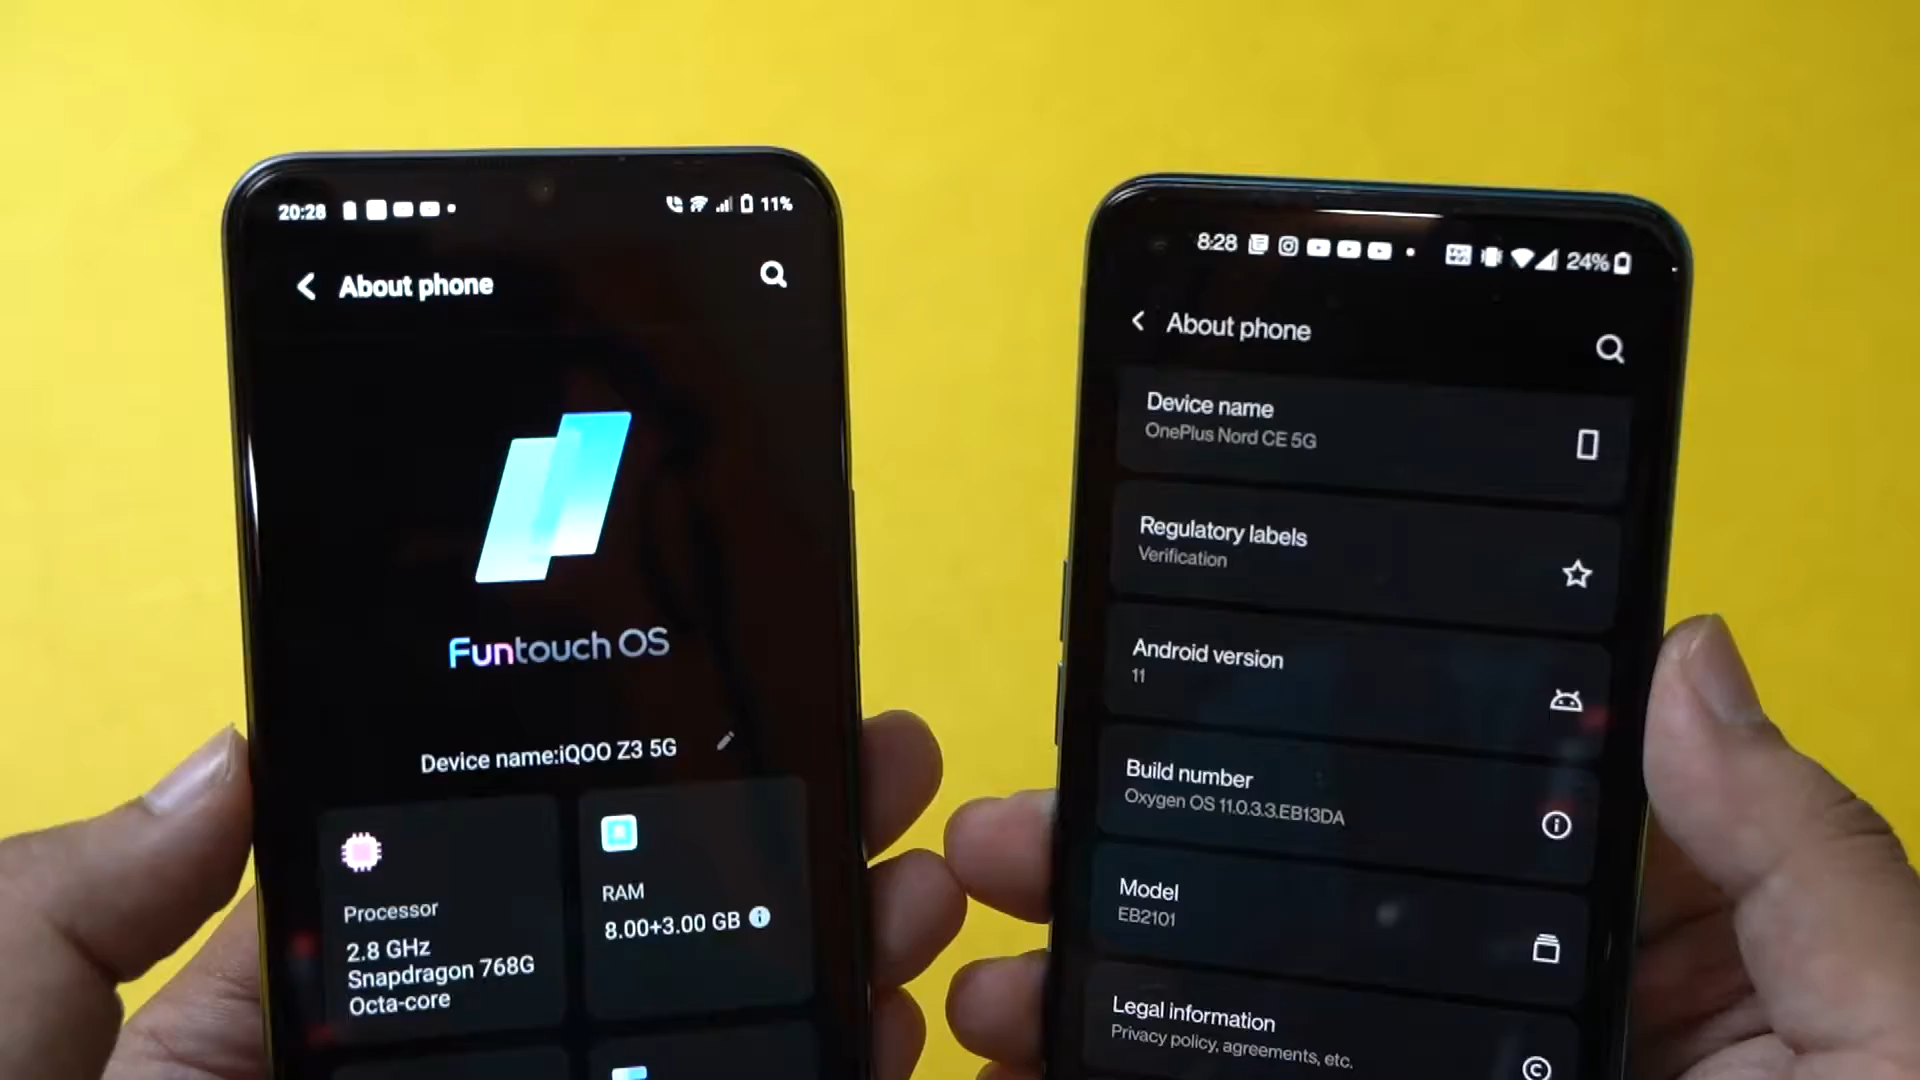 20:28
11%
About phone
Funtouch OS
Device name:iQOO Z3 5G
Processor
2.8 GHz
Snapdragon 768G
Octa-core
RAM
8.00+3.00 GB
8:28
24%
About phone
Device name
OnePlus Nord CE 5G
Regulatory labels
Verification
Android version
11
Build number
Oxygen OS 11.0.3.3.EB13DA
Model
EB2101
Legal information
Privacy policy, agreements, etc.